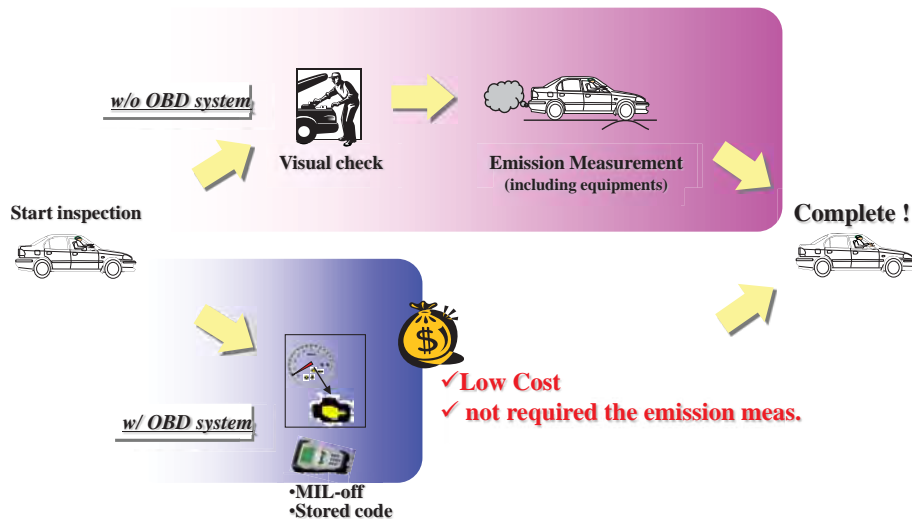 w/o OBD system
Visual check
Emission Measurement
(including equipments)
Start inspection
Complete !
$
✓Low Cost
✓ not required the emission meas.
w/ OBD system
•MIL-off
•Stored code